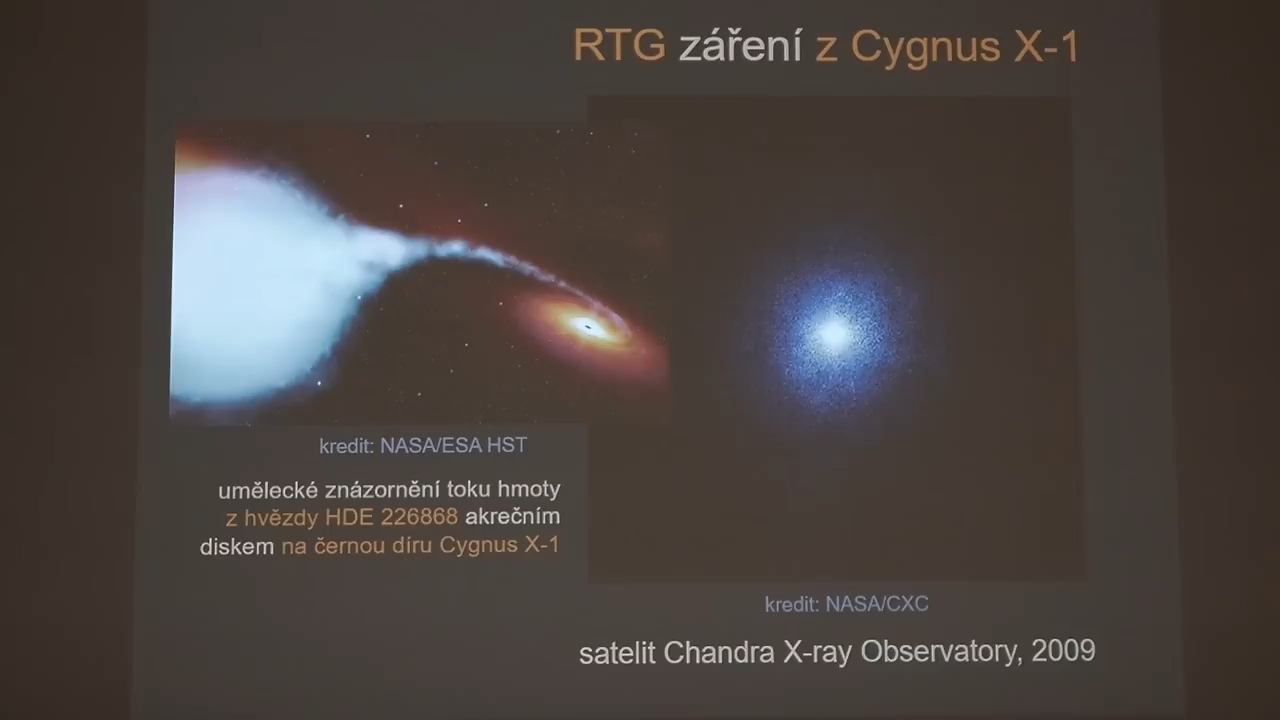 RTG záření z Cygnus X-1
kredit: NASA/ESA HST
umělecké znázornění toku hmoty
z hvězdy HDE 226868 akrečním
diskem na černou díru Cygnus X-1
kredit: NASA/CXC
satelit Chandra X-ray Observatory, 2009